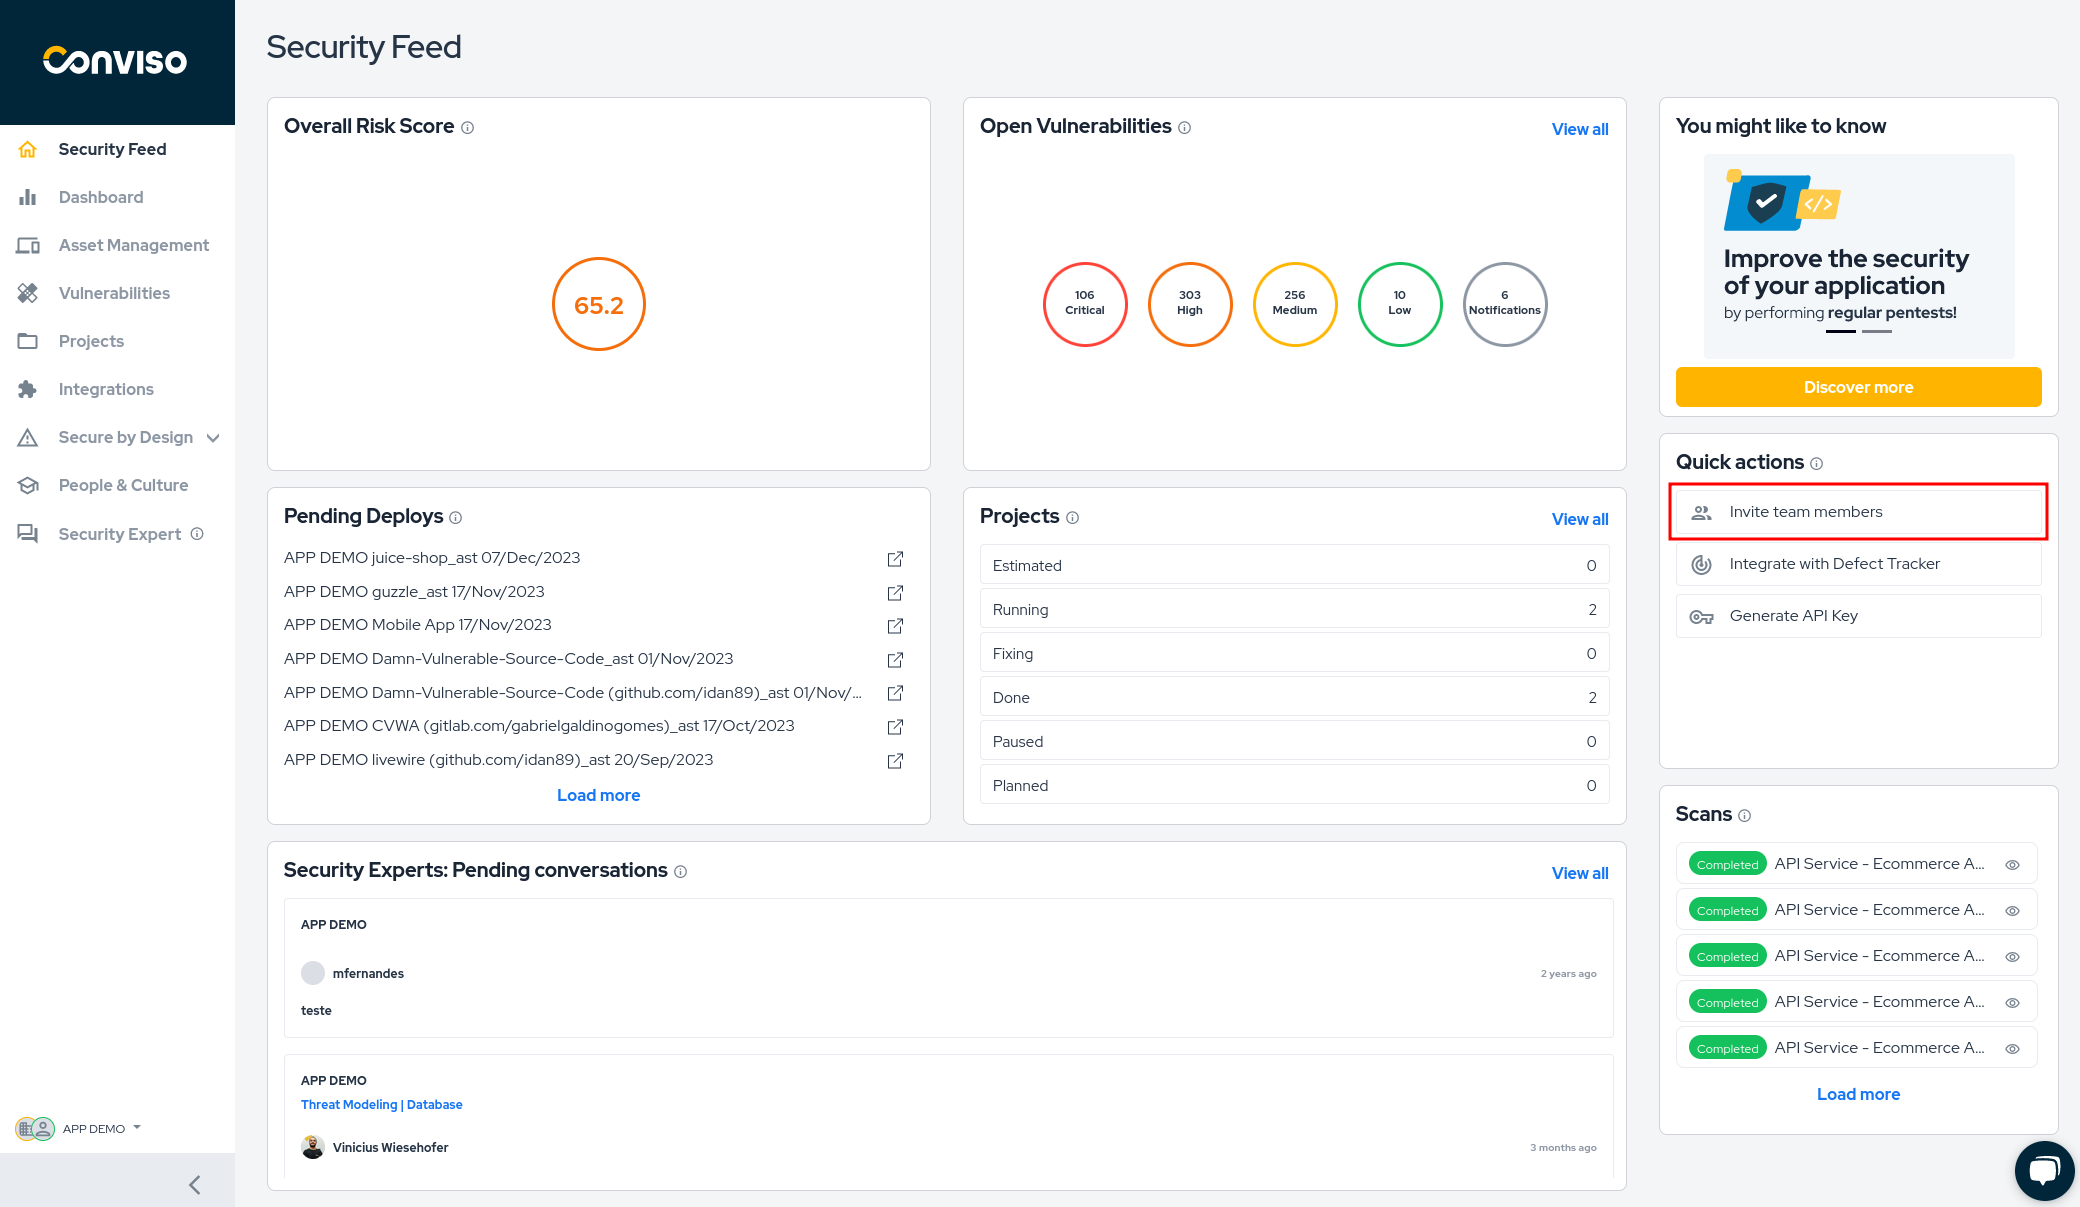 Conviso
Security Feed
Dashboard
Asset Management
Vulnerabilities
Projects
Integrations
Secure by Design
People & Culture
Security Expert
APP DEMO
Security Feed
Overall Risk Score
65.2
Open Vulnerabilities
View all
106
Critical
303
High
256
Medium
10
Low
6
Notifications
Pending Deploys
APP DEMO juice-shop_ast 07/Dec/2023
APP DEMO guzzle_ast 17/Nov/2023
APP DEMO Mobile App 17/Nov/2023
APP DEMO Damn-Vulnerable-Source-Code_ast 01/Nov/2023
APP DEMO Damn-Vulnerable-Source-Code (github.com/idan89)_ast 01/Nov/...
APP DEMO CVWA (gitlab.com/gabrielgaldinogomes)_ast 17/Oct/2023
APP DEMO livewire (github.com/idan89)_ast 20/Sep/2023
Load more
Projects
View all
Estimated 0
Running 2
Fixing 0
Done 2
Paused 0
Planned 0
Security Experts: Pending conversations
View all
APP DEMO
mfernandes 2 years ago
teste
APP DEMO
Threat Modeling | Database
Vinicius Wiesehofer 3 months ago
You might like to know
</>
Improve the security
of your application
by performing regular pentests!
Discover more
Quick actions
Invite team members
Integrate with Defect Tracker
Generate API Key
Scans
Completed API Service - Ecommerce A...
Completed API Service - Ecommerce A...
Completed API Service - Ecommerce A...
Completed API Service - Ecommerce A...
Completed API Service - Ecommerce A...
Load more